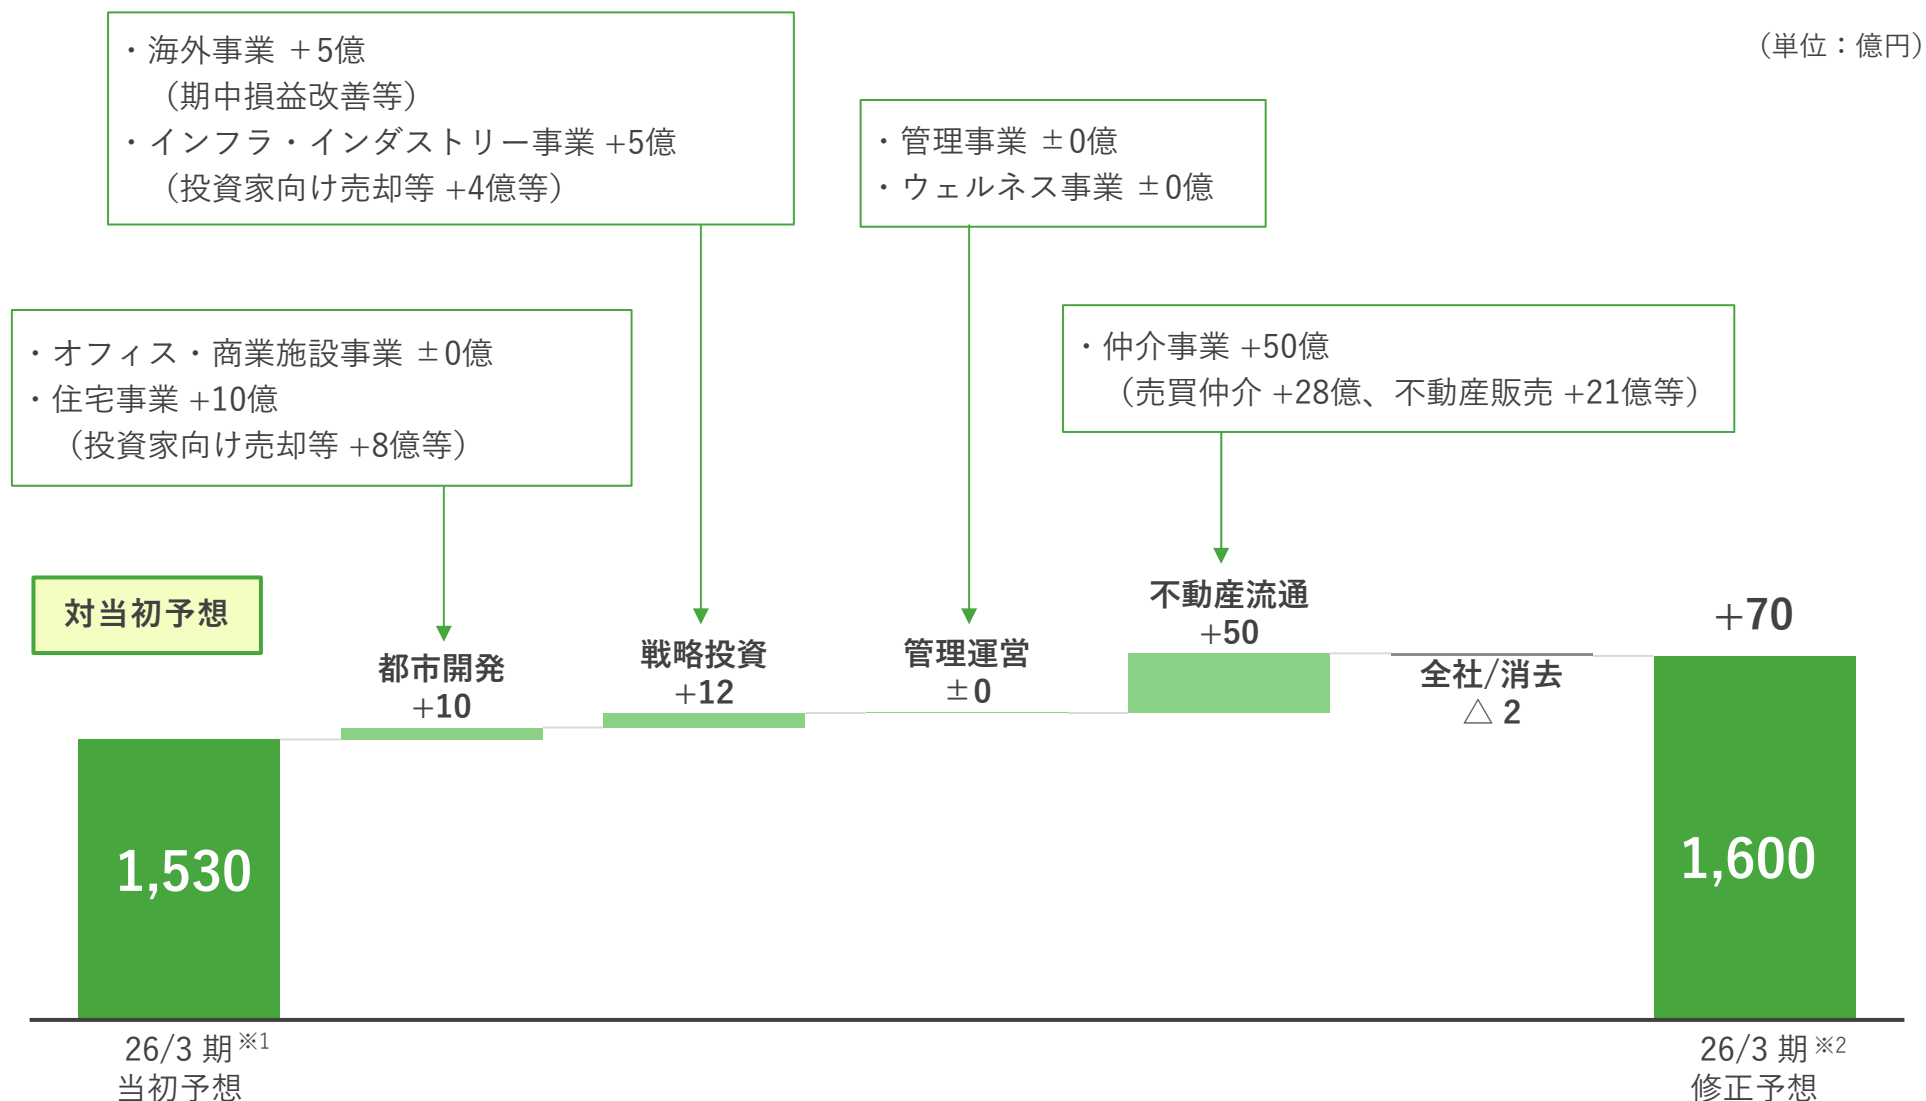 (単位：億円)
・海外事業 ＋5億
（期中損益改善等）
・インフラ・インダストリー事業 +5億
（投資家向け売却等 +4億等）
・管理事業 ±0億
・ウェルネス事業 ±0億
・オフィス・商業施設事業 ±0億
・住宅事業 +10億
（投資家向け売却等 +8億等）
・仲介事業 +50億
（売買仲介 +28億、不動産販売 +21億等）
対当初予想
都市開発
+10
戦略投資
+12
管理運営
±0
不動産流通
+50
全社/消去
△ 2
+70
1,530
1,600
26/3 期※1
当初予想
26/3 期※2
修正予想